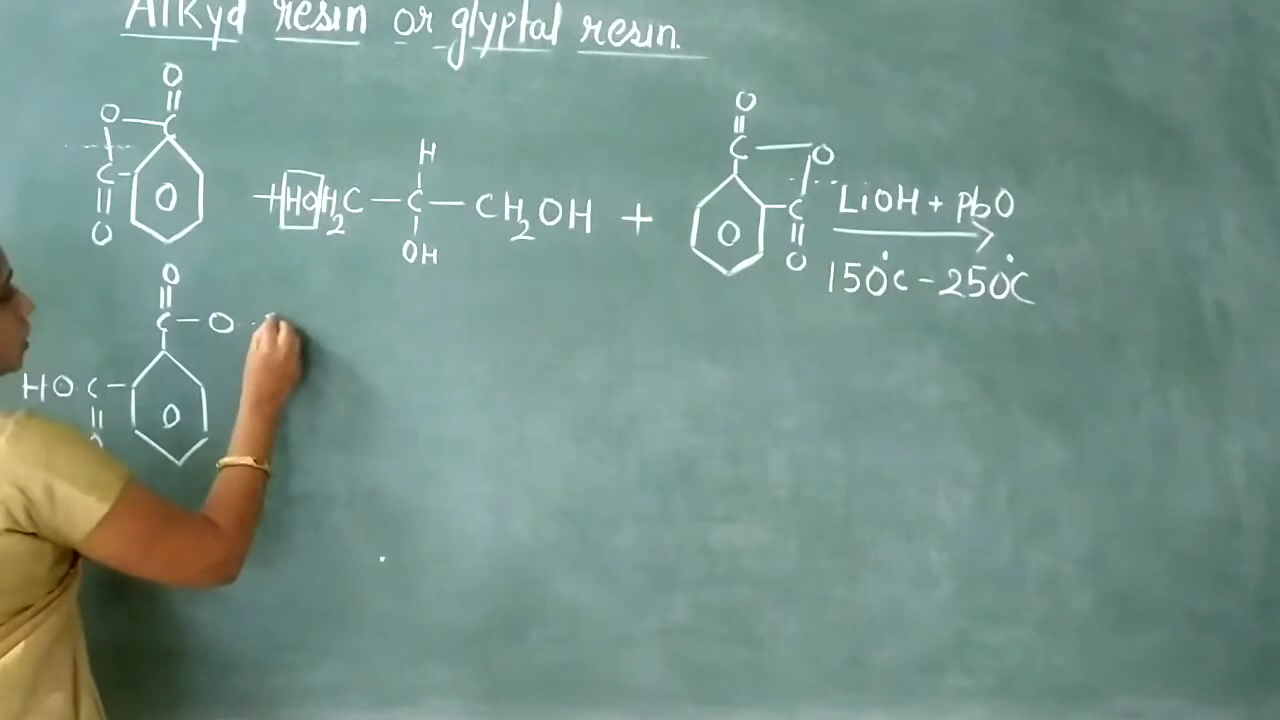 Alkyd resin or glyptal resin.
O
O C
C
O
+ HOH₂C — C — CH₂OH +
H
OH
O
C O
C
O
O
LiOH + PbO
150°C - 250°C
O
C - O
HO C
O